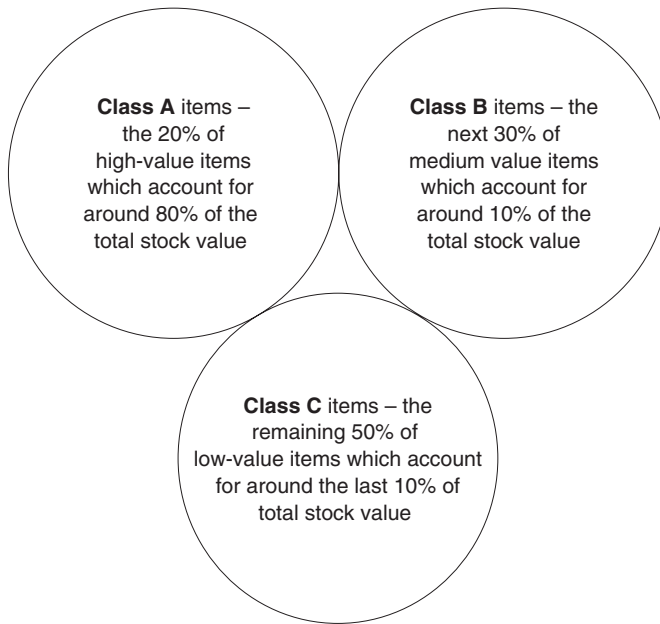 Class A items –
the 20% of
high-value items
which account for
around 80% of the
total stock value
Class B items – the
next 30% of
medium value items
which account for
around 10% of the
total stock value
Class C items – the
remaining 50% of
low-value items which account
for around the last 10% of
total stock value